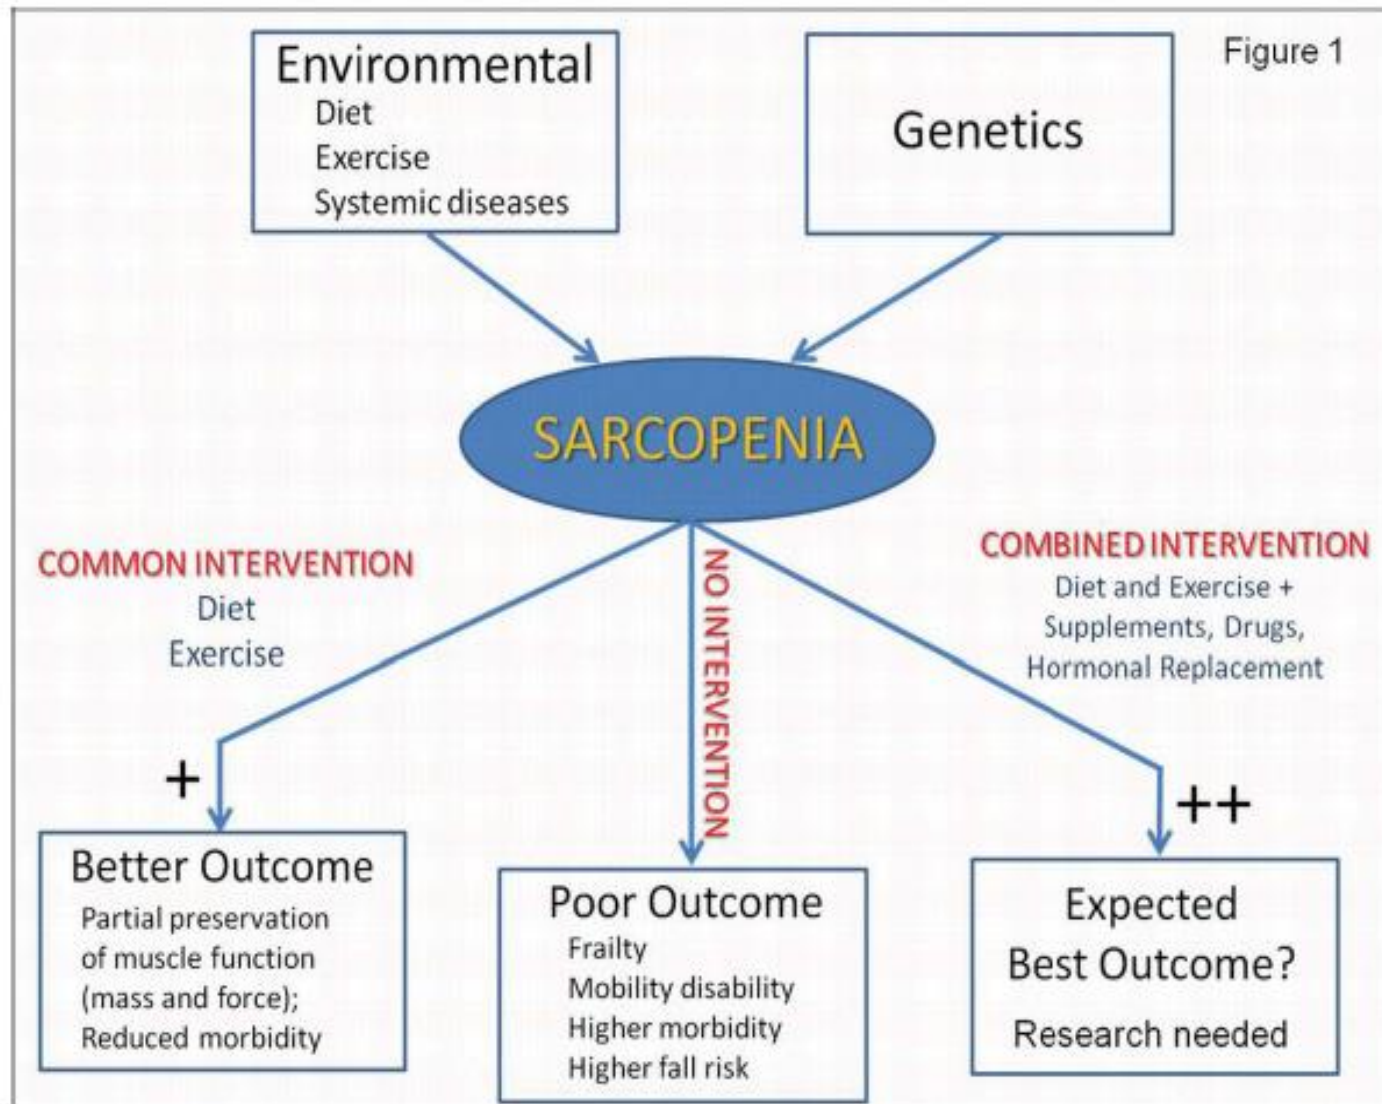 Figure 1
Environmental
Diet
Exercise
Systemic diseases
Genetics
SARCOPENIA
COMMON INTERVENTION
Diet
Exercise
NO INTERVENTION
COMBINED INTERVENTION
Diet and Exercise +
Supplements, Drugs,
Hormonal Replacement
+
++
Better Outcome
Partial preservation
of muscle function
(mass and force);
Reduced morbidity
Poor Outcome
Frailty
Mobility disability
Higher morbidity
Higher fall risk
Expected
Best Outcome?
Research needed